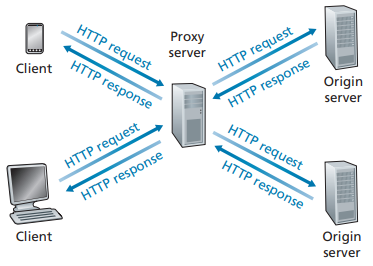 HTTP request
HTTP response
Client
Proxy
server
HTTP request
HTTP response
Origin
server
HTTP request
HTTP response
Client
HTTP request
HTTP response
Origin
server